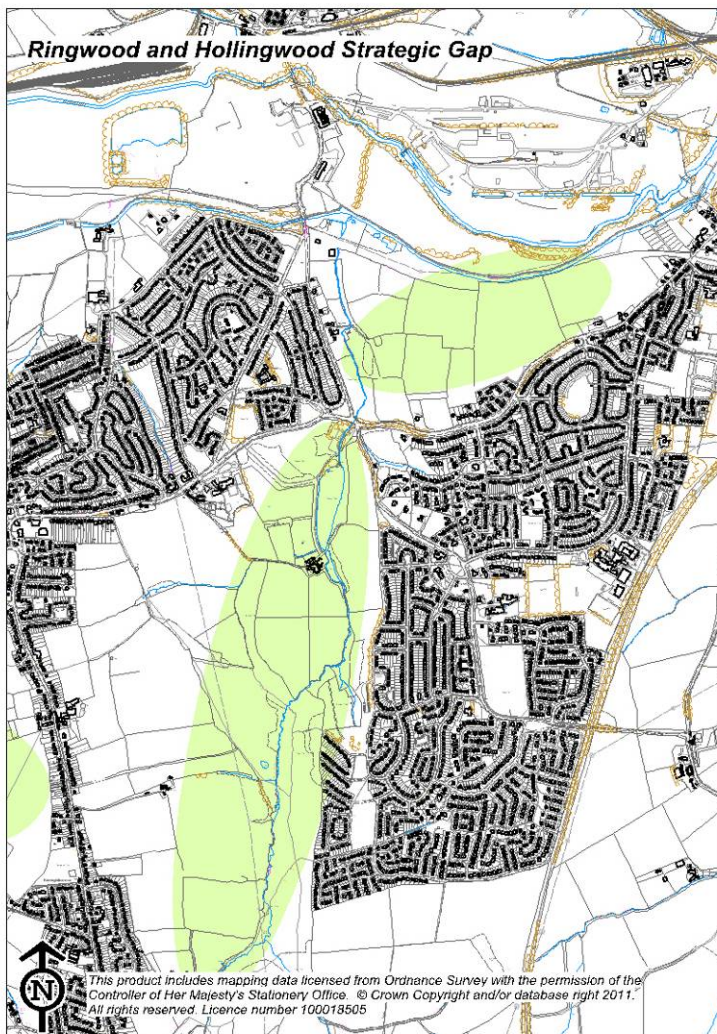 Ringwood and Hollingwood Strategic Gap
N
This product includes mapping data licensed from Ordnance Survey with the permission of the
Controller of Her Majesty's Stationery Office. © Crown Copyright and/or database right 2011.
All rights reserved. Licence number 100018505